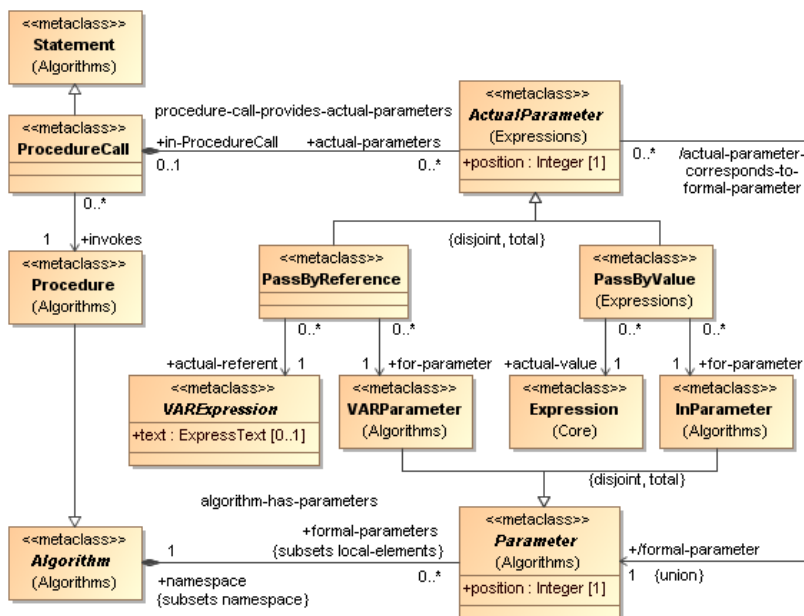 <<metaclass>>
Statement
(Algorithms)
<<metaclass>>
ProcedureCall
procedure-call-provides-actual-parameters
+in-ProcedureCall
+actual-parameters
0..1
0..*
<<metaclass>>
ActualParameter
(Expressions)
+position : Integer [1]
0..*
/actual-parameter-
corresponds-to-
formal-parameter
0..*
1
+invokes
{disjoint, total}
<<metaclass>>
Procedure
(Algorithms)
<<metaclass>>
PassByReference
<<metaclass>>
PassByValue
(Expressions)
0..*
0..*
0..*
0..*
+actual-referent
1
1
+for-parameter
+actual-value
1
1
+for-parameter
<<metaclass>>
VARExpression
+text : ExpressText [0..1]
<<metaclass>>
VARParameter
(Algorithms)
<<metaclass>>
Expression
(Core)
<<metaclass>>
InParameter
(Algorithms)
{disjoint, total}
algorithm-has-parameters
<<metaclass>>
Algorithm
(Algorithms)
1
+formal-parameters
{subsets local-elements}
+namespace
{subsets namespace}
0..*
<<metaclass>>
Parameter
(Algorithms)
+position : Integer [1]
+/formal-parameter
1
{union}